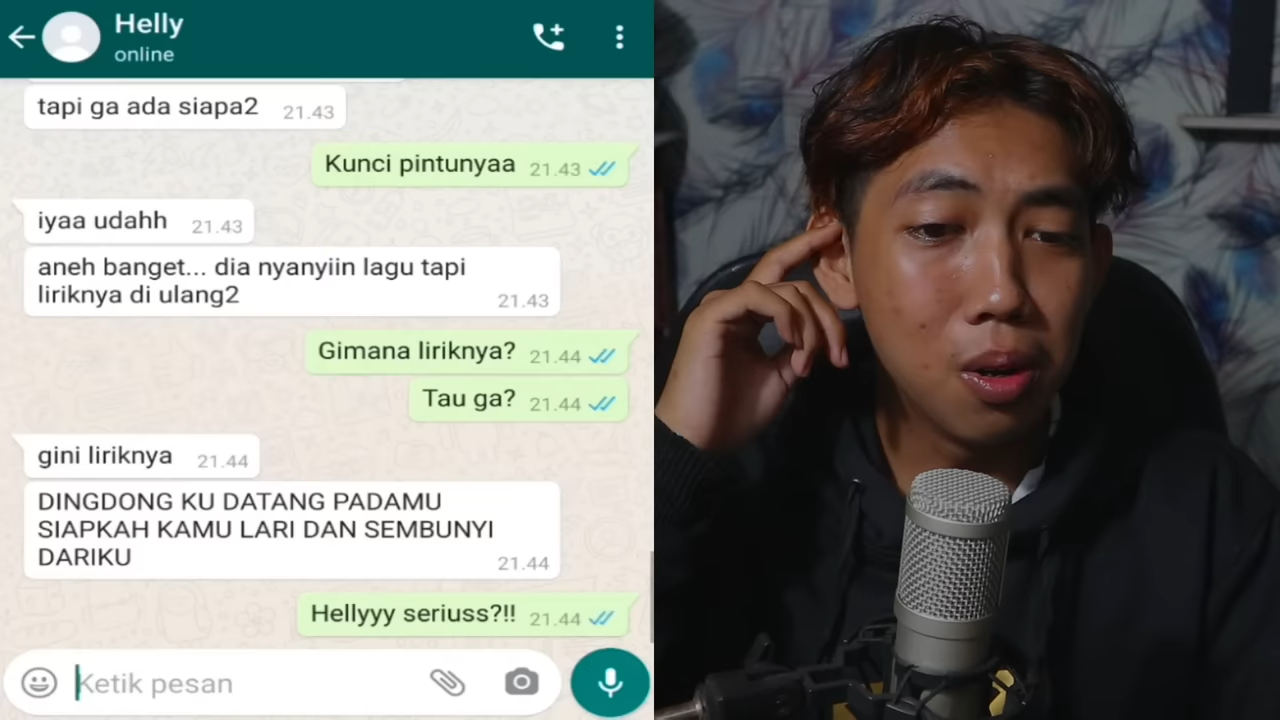 Helly
online
tapi ga ada siapa2 21.43
Kunci pintunyaa 21.43
iyaa udahh 21.43
aneh banget... dia nyanyiin lagu tapi
liriknya di ulang2 21.43
Gimana liriknya? 21.44
Tau ga? 21.44
gini liriknya 21.44
DINGDONG KU DATANG PADAMU
SIAPKAH KAMU LARI DAN SEMBUNYI
DARIKU 21.44
Hellyyy seriuss?!! 21.44
Ketik pesan